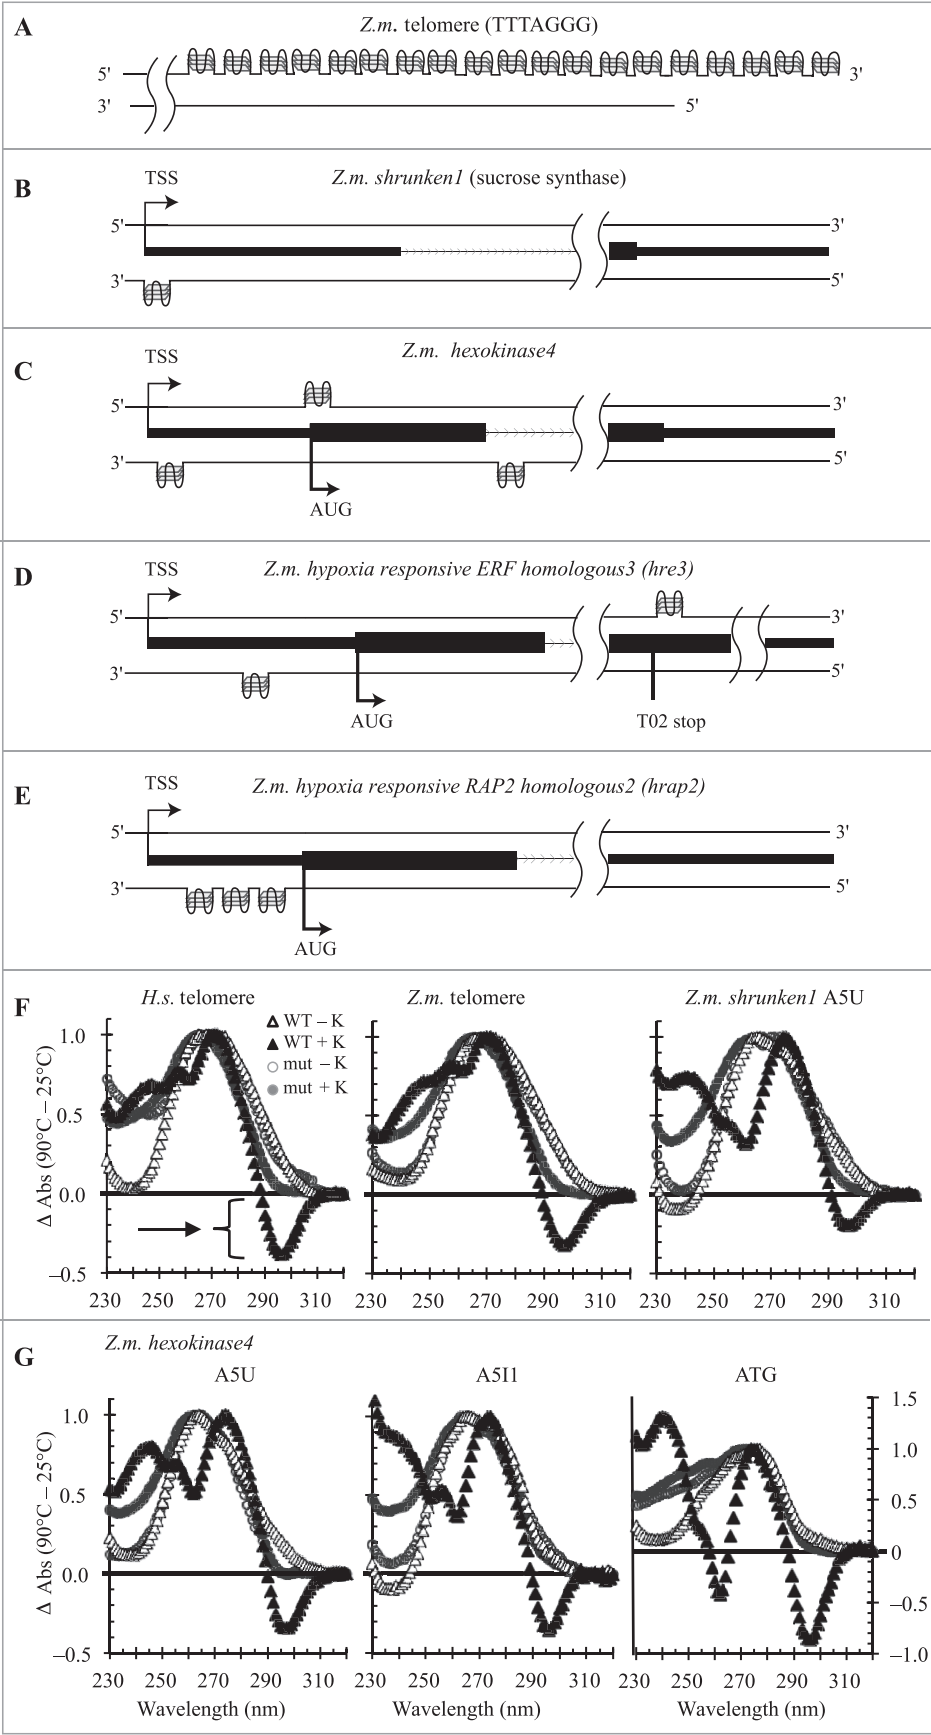 A
Z.m. telomere (TTTAGGG)
5' 3'
3' 5'
B
TSS
Z.m. shrunken1 (sucrose synthase)
5' 3'
3' 5'
C
TSS
Z.m. hexokinase4
5' 3'
3' 5'
AUG
D
TSS
Z.m. hypoxia responsive ERF homologous3 (hre3)
5' 3'
3' 5'
AUG T02 stop
E
TSS
Z.m. hypoxia responsive RAP2 homologous2 (hrap2)
5' 3'
3' 5'
AUG
F
H.s. telomere Z.m. telomere Z.m. shrunken1 A5U
WT – K
WT + K
mut – K
mut + K
Δ Abs (90°C – 25°C)
1.0
0.5
0.0
–0.5
230 250 270 290 310 230 250 270 290 310 230 250 270 290 310
G
Z.m. hexokinase4
A5U A5I1 ATG
Δ Abs (90°C – 25°C)
1.0
0.5
0.0
–0.5
1.5
1.0
0.5
0
–0.5
–1.0
230 250 270 290 310 230 250 270 290 310 230 250 270 290 310
Wavelength (nm) Wavelength (nm) Wavelength (nm)